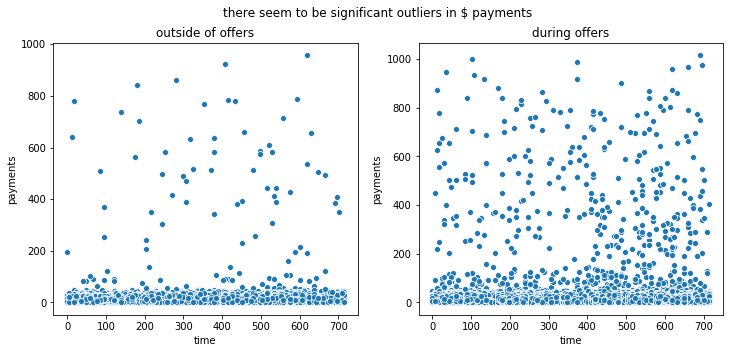 there seem to be significant outliers in $ payments
outside of offers
during offers
1000
800
600
400
200
0
payments
0 100 200 300 400 500 600 700
time
1000
800
600
400
200
0
payments
0 100 200 300 400 500 600 700
time